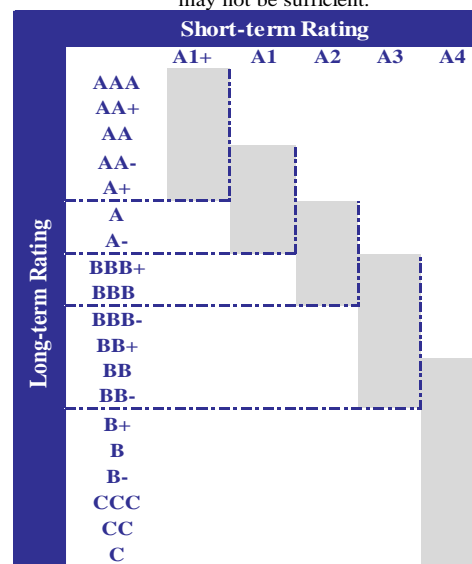 may not be sufficient.
Short-term Rating
A1+ A1 A2 A3 A4
Long-term Rating
AAA
AA+
AA
AA-
A+
A
A-
BBB+
BBB
BBB-
BB+
BB
BB-
B+
B
B-
CCC
CC
C